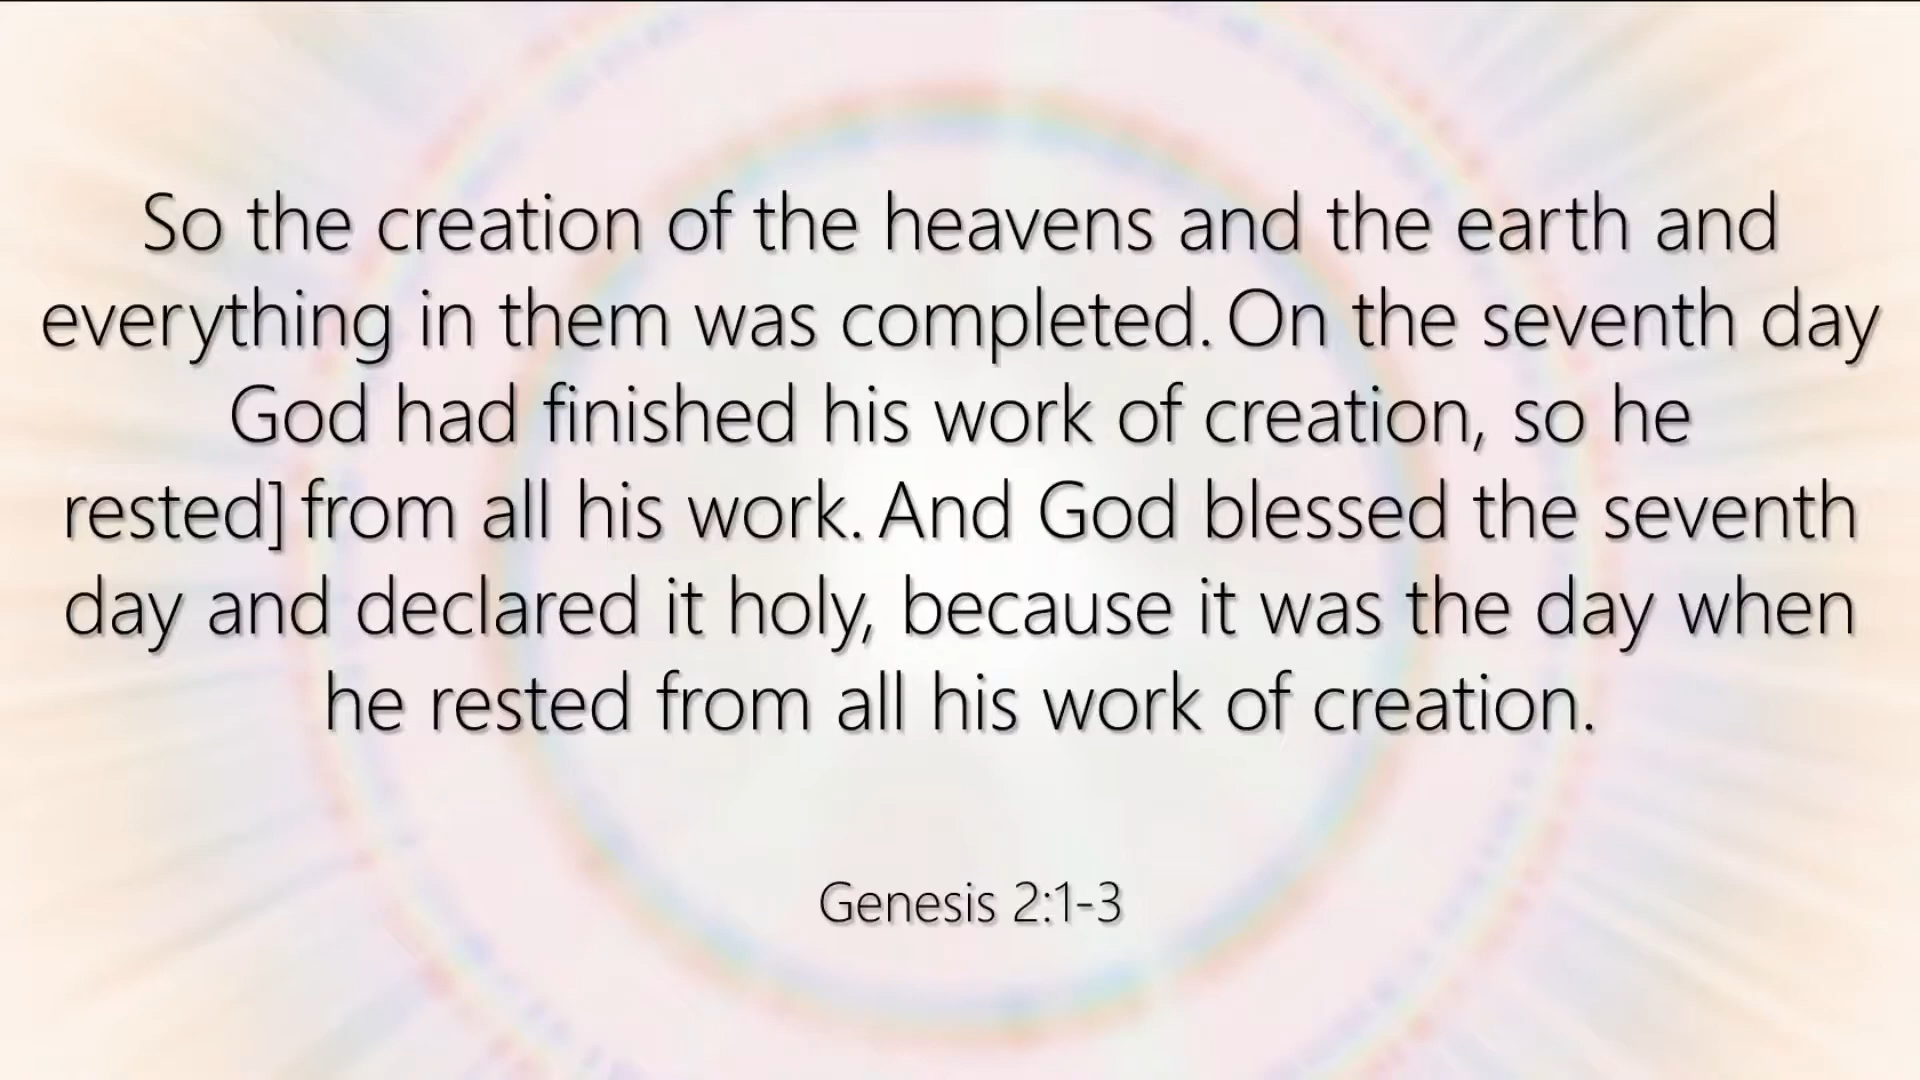 So the creation of the heavens and the earth and
everything in them was completed. On the seventh day
God had finished his work of creation, so he
rested] from all his work. And God blessed the seventh
day and declared it holy, because it was the day when
he rested from all his work of creation.
Genesis 2:1-3